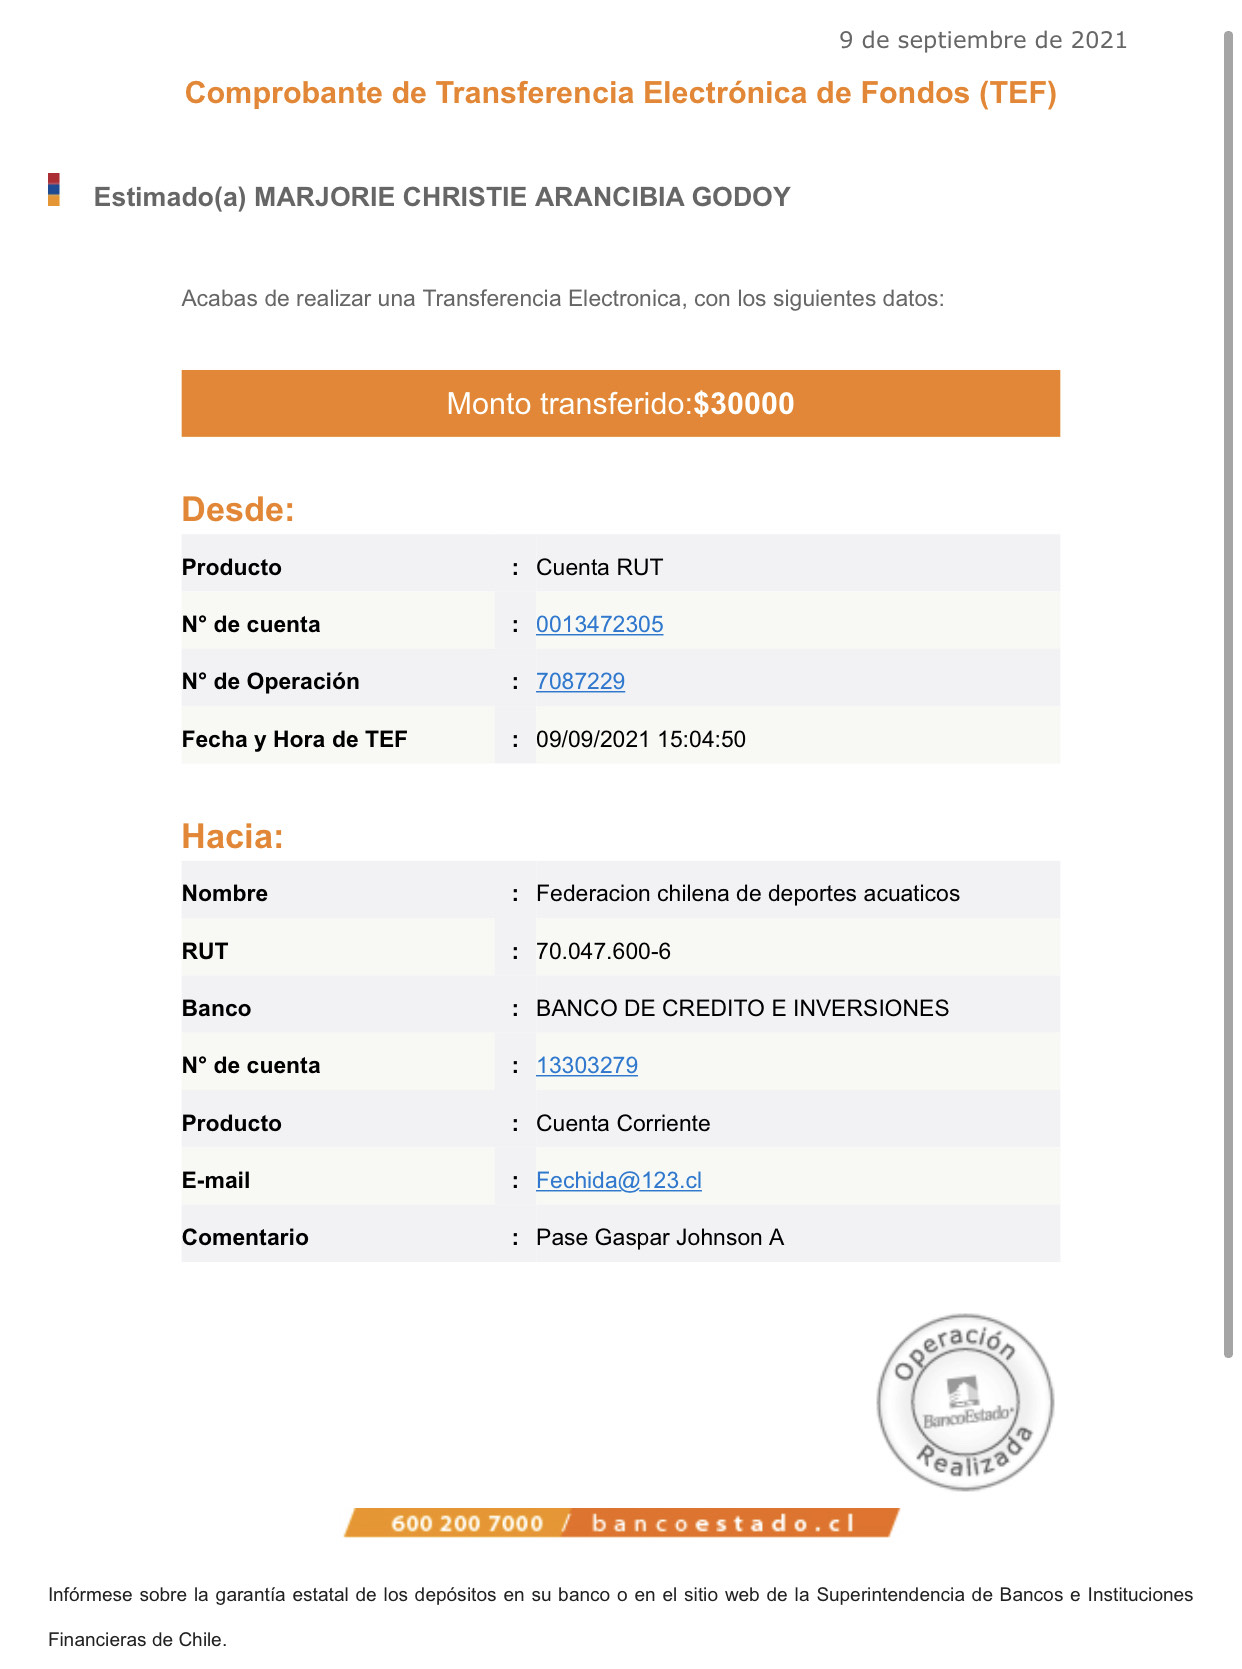 9 de septiembre de 2021
Comprobante de Transferencia Electrónica de Fondos (TEF)
Estimado(a) MARJORIE CHRISTIE ARANCIBIA GODOY
Acabas de realizar una Transferencia Electronica, con los siguientes datos:
Monto transferido:$30000
Desde:
Producto : Cuenta RUT
N° de cuenta : 0013472305
N° de Operación : 7087229
Fecha y Hora de TEF : 09/09/2021 15:04:50
Hacia:
Nombre : Federacion chilena de deportes acuaticos
RUT : 70.047.600-6
Banco : BANCO DE CREDITO E INVERSIONES
N° de cuenta : 13303279
Producto : Cuenta Corriente
E-mail : Fechida@123.cl
Comentario : Pase Gaspar Johnson A
Operación
BancoEstado
Realizada
600 200 7000 / bancoestado.cl
Infórmese sobre la garantía estatal de los depósitos en su banco o en el sitio web de la Superintendencia de Bancos e Instituciones
Financieras de Chile.